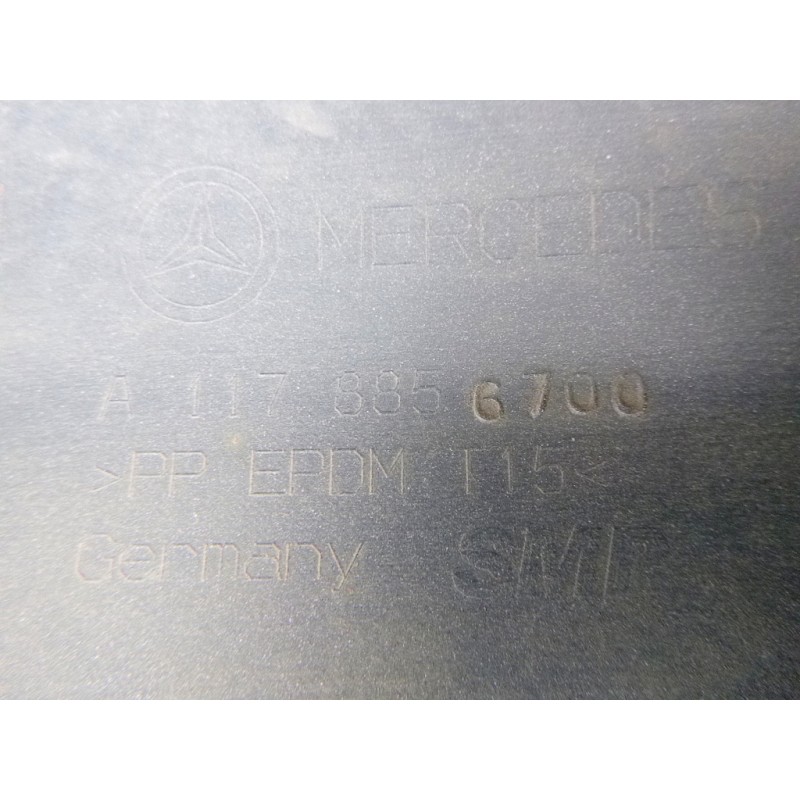 MERCEDES
A 117 885 6700
>PP EPDM T15<
Germany